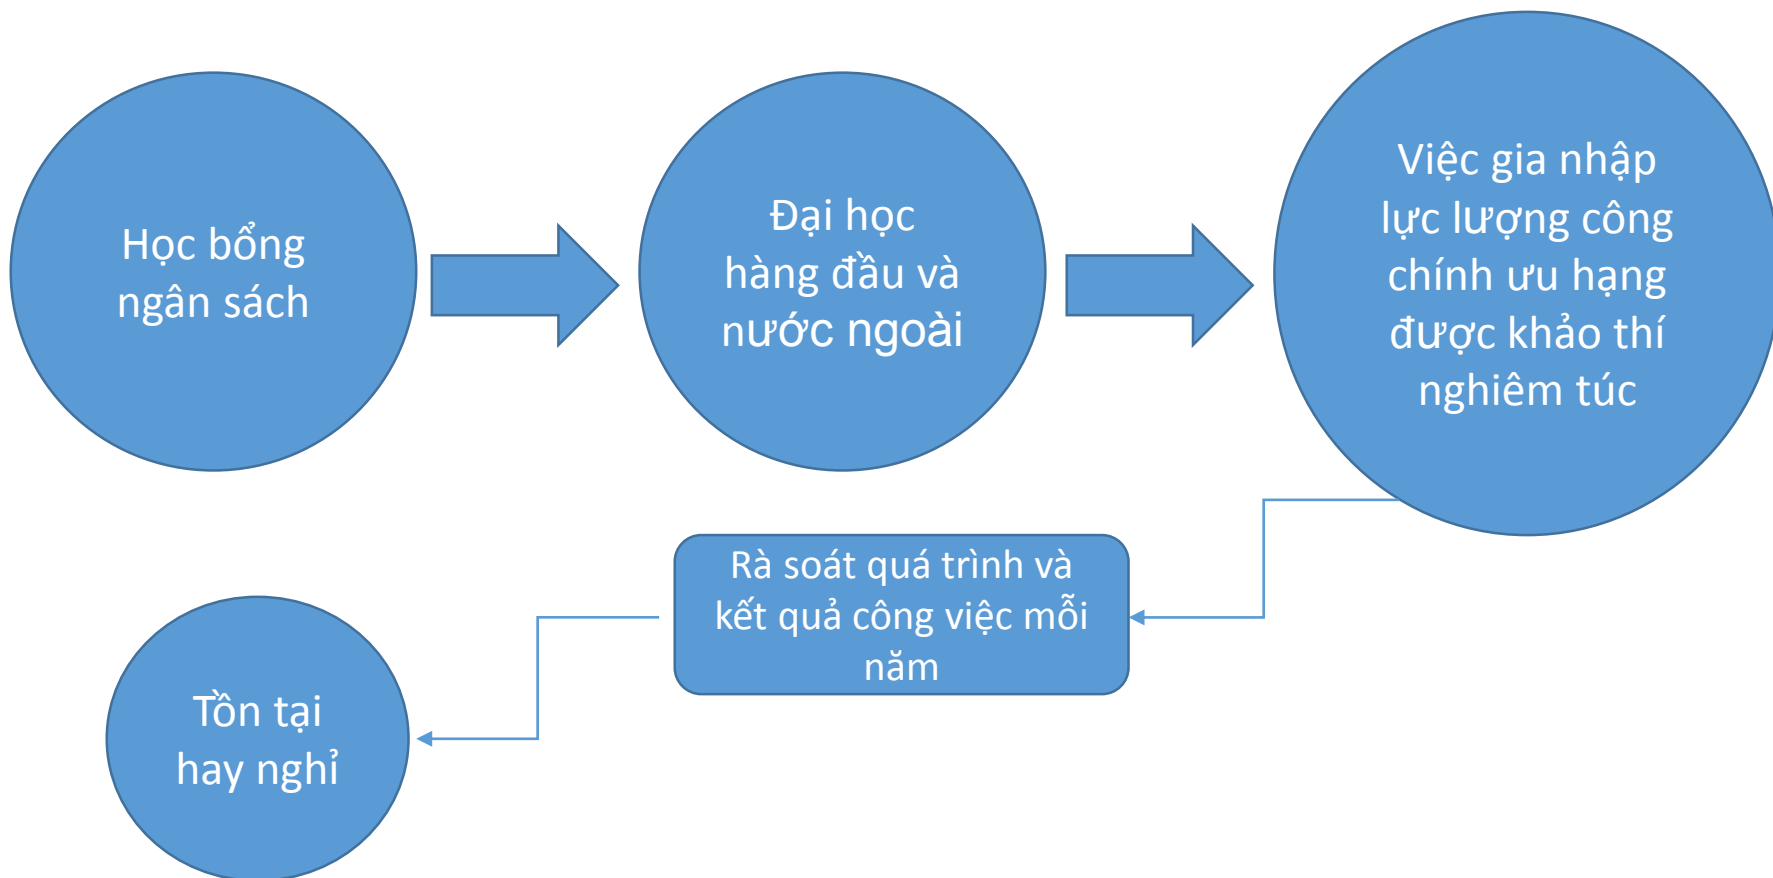 Học bổng
ngân sách
Đại học
hàng đầu và
nước ngoài
Việc gia nhập
lực lượng công
chính ưu hạng
được khảo thí
nghiêm túc
Rà soát quá trình và
kết quả công việc mỗi
năm
Tồn tại
hay nghỉ